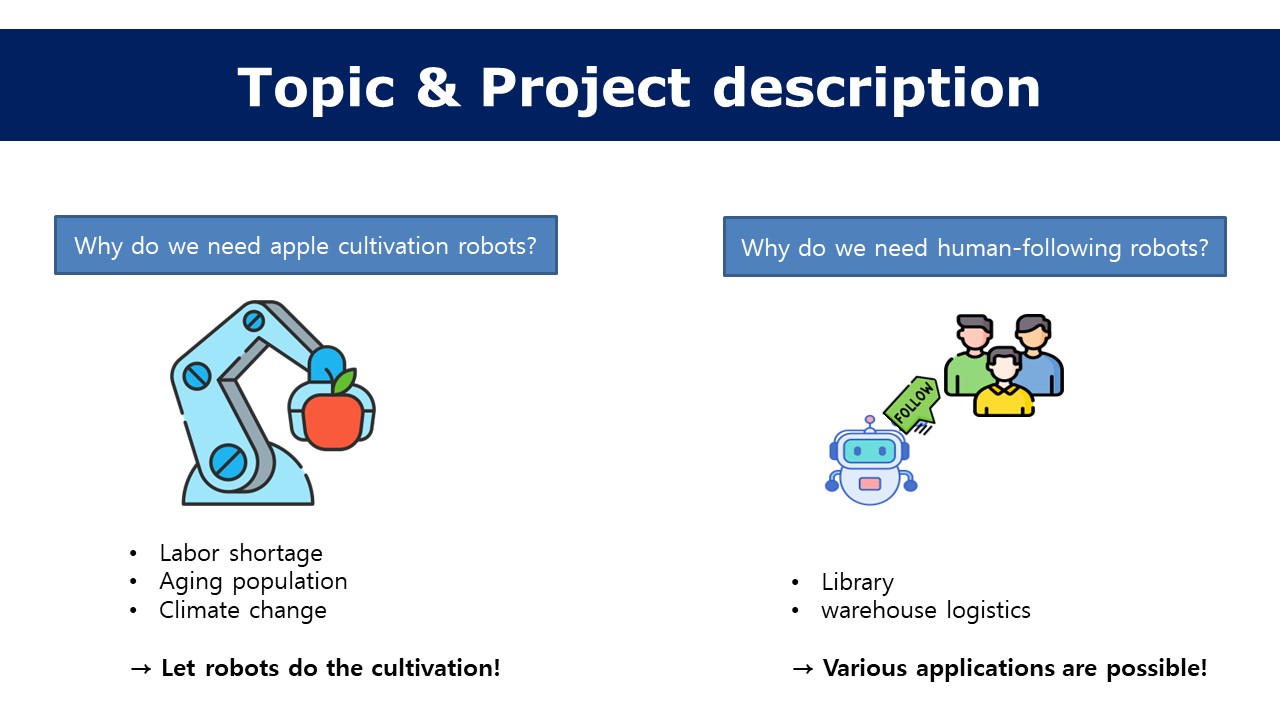 Topic & Project description
Why do we need apple cultivation robots?
• Labor shortage
• Aging population
• Climate change
→ Let robots do the cultivation!
Why do we need human-following robots?
FOLLOW
• Library
• warehouse logistics
→ Various applications are possible!